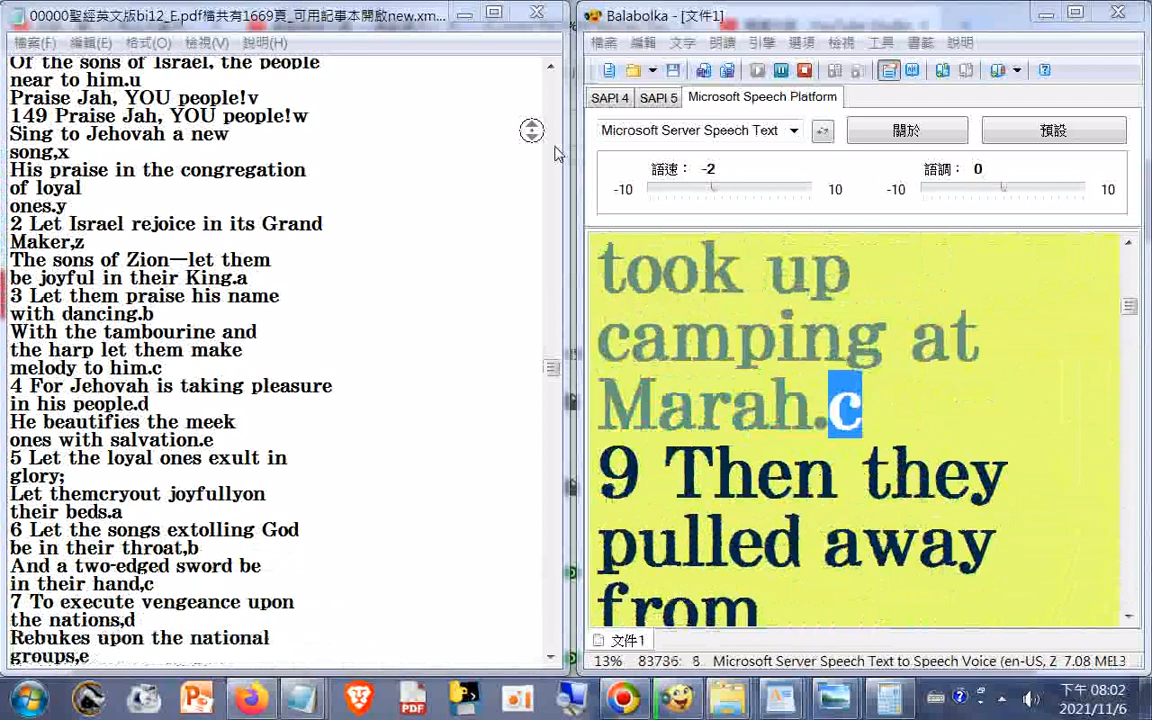 00000聖經英文版bi12_E.pdf檔共有1669頁_可用記事本開啟new.xm...
檔案(F) 編輯(E) 格式(O) 檢視(V) 說明(H)
Of the sons of Israel, the people
near to him.u
Praise Jah, YOU people!v
149 Praise Jah, YOU people!w
Sing to Jehovah a new
song,x
His praise in the congregation
of loyal
ones.y
2 Let Israel rejoice in its Grand
Maker,z
The sons of Zion—let them
be joyful in their King.a
3 Let them praise his name
with dancing.b
With the tambourine and
the harp let them make
melody to him.c
4 For Jehovah is taking pleasure
in his people.d
He beautifies the meek
ones with salvation.e
5 Let the loyal ones exult in
glory;
Let themcryout joyfullyon
their beds.a
6 Let the songs extolling God
be in their throat,b
And a two-edged sword be
in their hand,c
7 To execute vengeance upon
the nations,d
Rebukes upon the national
groups,e
Balabolka - [文件1]
檔案 編輯 文字 朗讀 引擎 選項 檢視 工具 書籤 說明
SAPI 4 SAPI 5 Microsoft Speech Platform
Microsoft Server Speech Text 關於 預設
語速: -2 語調: 0
-10 10 -10 10
took up
camping at
Marah.c
9 Then they
pulled away
from
文件1
13% 83736: 8 Microsoft Server Speech Text to Speech Voice (en-US, Z 7.08 МБ
PDF
下午 08:02
2021/11/6